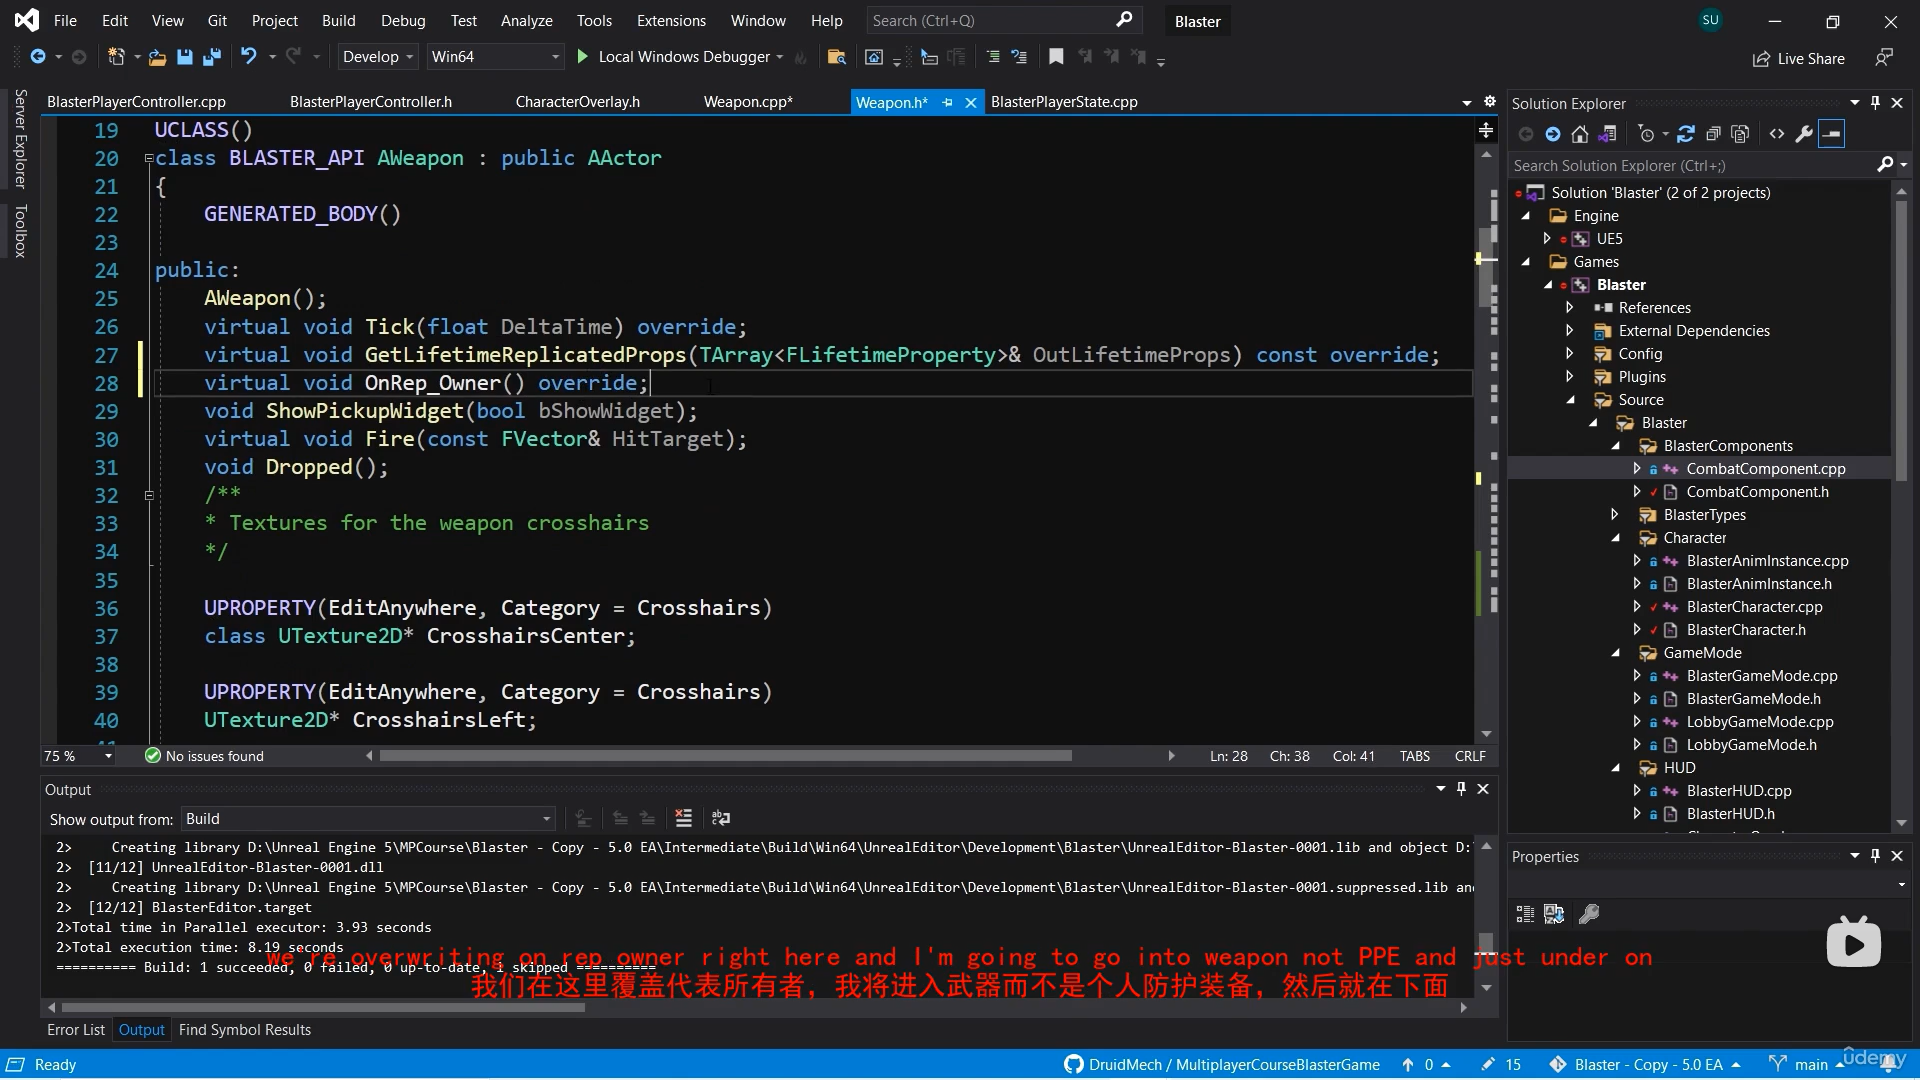 File Edit View Git Project Build Debug Test Analyze Tools Extensions Window Help Search (Ctrl+Q) Blaster SU
Develop Win64 Local Windows Debugger Live Share
Server Explorer
Toolbox
BlasterPlayerController.cpp BlasterPlayerController.h CharacterOverlay.h Weapon.cpp* Weapon.h* BlasterPlayerState.cpp
19 UCLASS()
20 class BLASTER_API AWeapon : public AActor
21 {
22 GENERATED_BODY()
23
24 public:
25 AWeapon();
26 virtual void Tick(float DeltaTime) override;
27 virtual void GetLifetimeReplicatedProps(TArray<FLifetimeProperty>& OutLifetimeProps) const override;
28 virtual void OnRep_Owner() override;
29 void ShowPickupWidget(bool bShowWidget);
30 virtual void Fire(const FVector& HitTarget);
31 void Dropped();
32 /**
33 * Textures for the weapon crosshairs
34 */
35
36 UPROPERTY(EditAnywhere, Category = Crosshairs)
37 class UTexture2D* CrosshairsCenter;
38
39 UPROPERTY(EditAnywhere, Category = Crosshairs)
40 UTexture2D* CrosshairsLeft;
75 % No issues found Ln: 28 Ch: 38 Col: 41 TABS CRLF
Output
Show output from: Build
2> Creating library D:\Unreal Engine 5\MPCourse\Blaster - Copy - 5.0 EA\Intermediate\Build\Win64\UnrealEditor\Development\Blaster\UnrealEditor-Blaster-0001.lib and object D:
2> [11/12] UnrealEditor-Blaster-0001.dll
2> Creating library D:\Unreal Engine 5\MPCourse\Blaster - Copy - 5.0 EA\Intermediate\Build\Win64\UnrealEditor\Development\Blaster\UnrealEditor-Blaster-0001.suppressed.lib an
2> [12/12] BlasterEditor.target
2>Total time in Parallel executor: 3.93 seconds
2>Total execution time: 8.19 seconds
========== Build: 1 succeeded, 0 failed, 0 up-to-date, 1 skipped ==========
we're overwriting on rep owner right here and I'm going to go into weapon not PPE and just under on
我们在这里覆盖代表所有者，我将进入武器而不是个人防护装备，然后就在下面
Error List Output Find Symbol Results
Solution Explorer
Search Solution Explorer (Ctrl+;)
Solution 'Blaster' (2 of 2 projects)
Engine
UE5
Games
Blaster
References
External Dependencies
Config
Plugins
Source
Blaster
BlasterComponents
CombatComponent.cpp
CombatComponent.h
BlasterTypes
Character
BlasterAnimInstance.cpp
BlasterAnimInstance.h
BlasterCharacter.cpp
BlasterCharacter.h
GameMode
BlasterGameMode.cpp
BlasterGameMode.h
LobbyGameMode.cpp
LobbyGameMode.h
HUD
BlasterHUD.cpp
BlasterHUD.h
Properties
Ready DruidMech / MultiplayerCourseBlasterGame 0 15 Blaster - Copy - 5.0 EA main
udemy